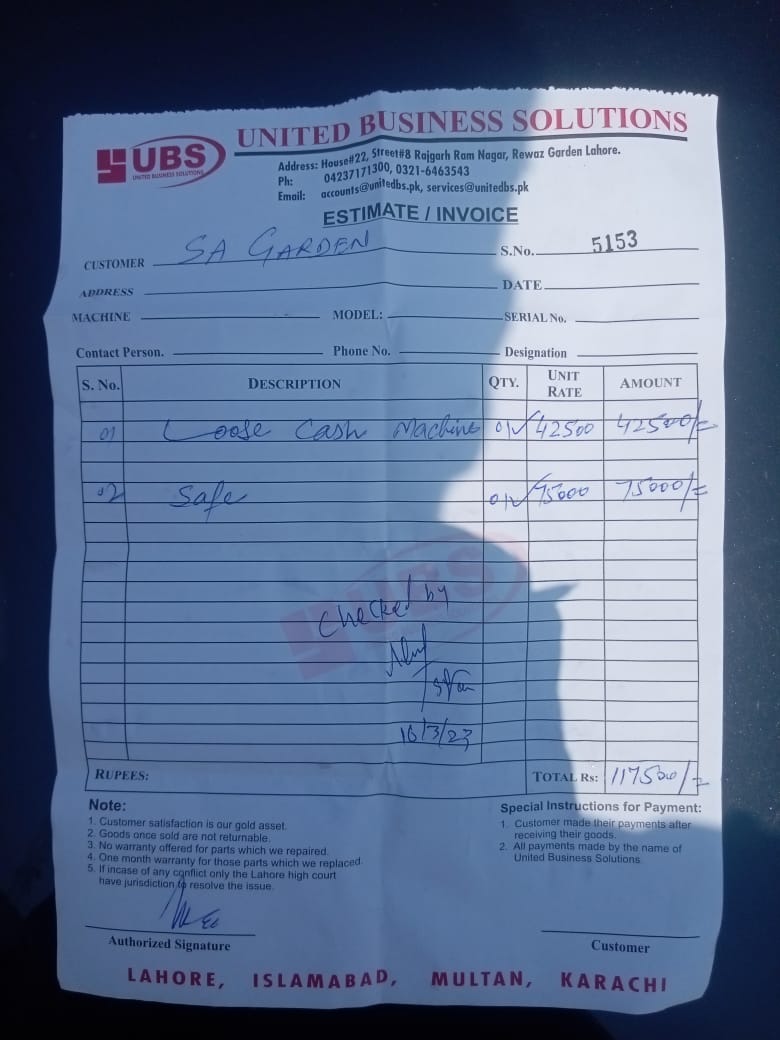 UBS
UNITED BUSINESS SOLUTIONS
UNITED BUSINESS SOLUTIONS
Address: House#22, Street#8 Rajgarh Ram Nagar, Rewaz Garden Lahore.
Ph: 04237171300, 0321-6463543
Email: accounts@unitedbs.pk, services@unitedbs.pk
ESTIMATE / INVOICE
CUSTOMER SA GARDEN S.No. 5153
ADDRESS DATE
MACHINE MODEL: SERIAL No.
Contact Person. Phone No. Designation
S. No. DESCRIPTION QTY. UNIT RATE AMOUNT
01 Loose Cash Machine 01 42500 42500/=
02 Safe 01 75000 75000/=
UBS
Checked by
16/3/23
RUPEES: TOTAL Rs: 117500/=
Note:
1. Customer satisfaction is our gold asset.
2. Goods once sold are not returnable.
3. No warranty offered for parts which we repaired.
4. One month warranty for those parts which we replaced.
5. If incase of any conflict only the Lahore high court
have jurisdiction to resolve the issue.
Special Instructions for Payment:
1. Customer made their payments after
receiving their goods.
2. All payments made by the name of
United Business Solutions.
Authorized Signature
Customer
LAHORE, ISLAMABAD, MULTAN, KARACHI